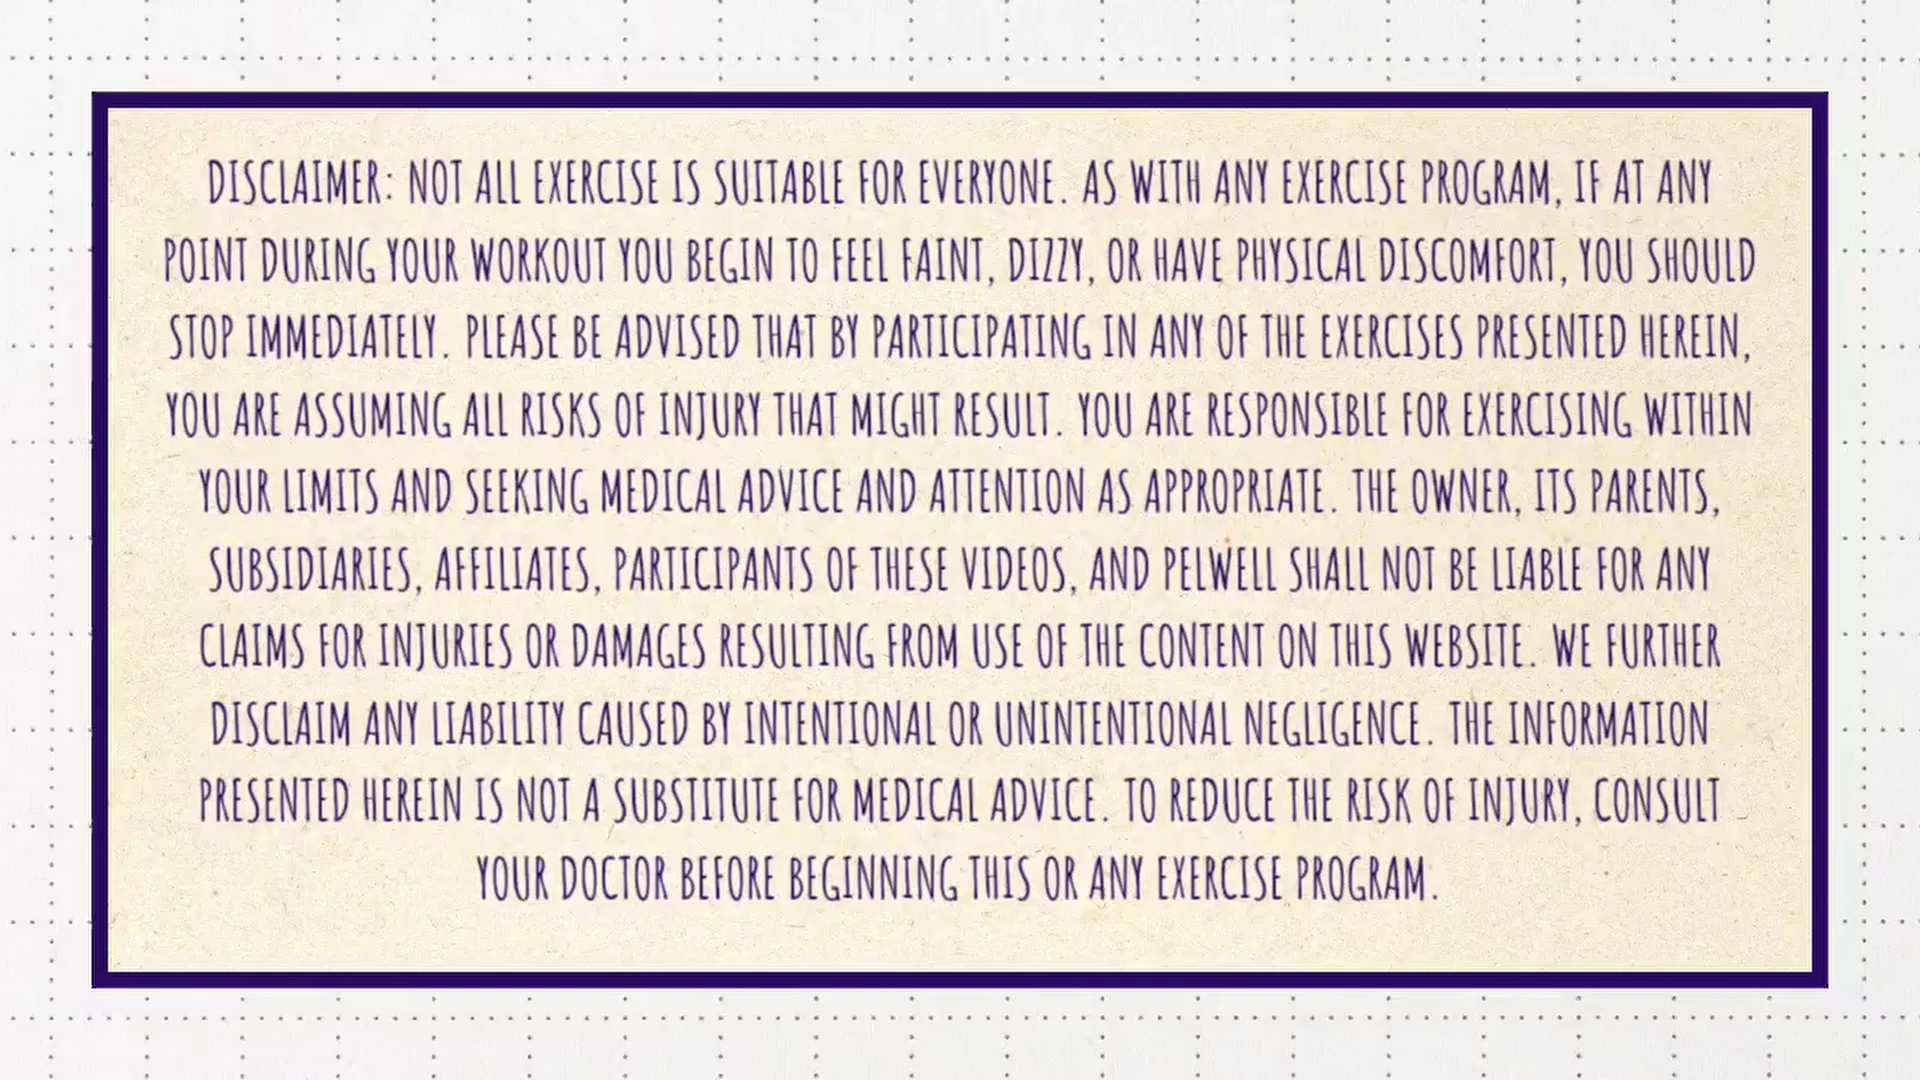 DISCLAIMER: NOT ALL EXERCISE IS SUITABLE FOR EVERYONE. AS WITH ANY EXERCISE PROGRAM, IF AT ANY
POINT DURING YOUR WORKOUT YOU BEGIN TO FEEL FAINT, DIZZY, OR HAVE PHYSICAL DISCOMFORT, YOU SHOULD
STOP IMMEDIATELY. PLEASE BE ADVISED THAT BY PARTICIPATING IN ANY OF THE EXERCISES PRESENTED HEREIN,
YOU ARE ASSUMING ALL RISKS OF INJURY THAT MIGHT RESULT. YOU ARE RESPONSIBLE FOR EXERCISING WITHIN
YOUR LIMITS AND SEEKING MEDICAL ADVICE AND ATTENTION AS APPROPRIATE. THE OWNER, ITS PARENTS,
SUBSIDIARIES, AFFILIATES, PARTICIPANTS OF THESE VIDEOS, AND PELWELL SHALL NOT BE LIABLE FOR ANY
CLAIMS FOR INJURIES OR DAMAGES RESULTING FROM USE OF THE CONTENT ON THIS WEBSITE. WE FURTHER
DISCLAIM ANY LIABILITY CAUSED BY INTENTIONAL OR UNINTENTIONAL NEGLIGENCE. THE INFORMATION
PRESENTED HEREIN IS NOT A SUBSTITUTE FOR MEDICAL ADVICE. TO REDUCE THE RISK OF INJURY, CONSULT
YOUR DOCTOR BEFORE BEGINNING THIS OR ANY EXERCISE PROGRAM.